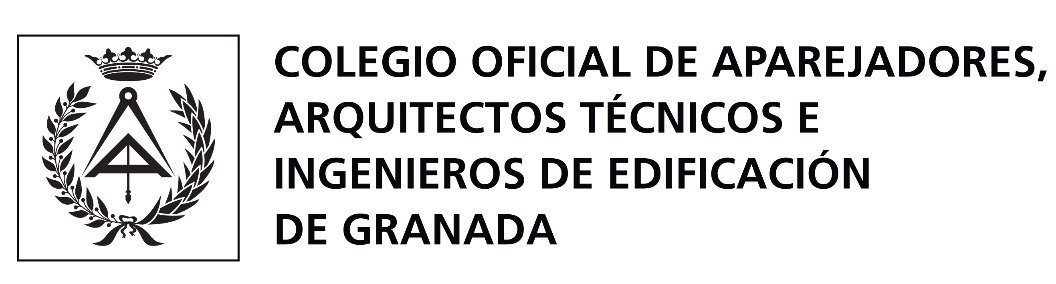 COLEGIO OFICIAL DE APAREJADORES,
ARQUITECTOS TÉCNICOS E
INGENIEROS DE EDIFICACIÓN
DE GRANADA